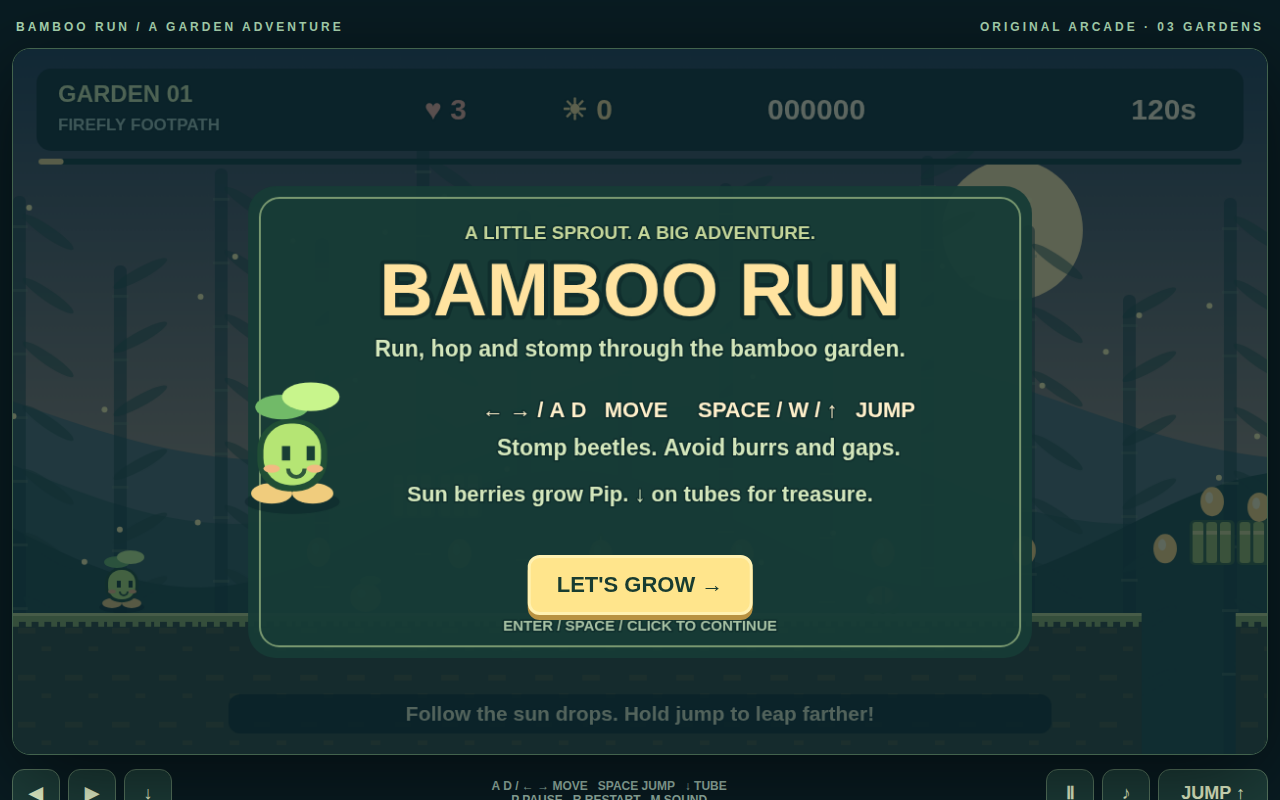 BAMBOO RUN / A GARDEN ADVENTURE
ORIGINAL ARCADE · 03 GARDENS
GARDEN 01
FIREFLY FOOTPATH
♥ 3
☀ 0
000000
120s
A LITTLE SPROUT. A BIG ADVENTURE.
BAMBOO RUN
Run, hop and stomp through the bamboo garden.
← → / A D MOVE SPACE / W / ↑ JUMP
Stomp beetles. Avoid burrs and gaps.
Sun berries grow Pip. ↓ on tubes for treasure.
LET'S GROW →
ENTER / SPACE / CLICK TO CONTINUE
Follow the sun drops. Hold jump to leap farther!
◀ ▶ ↓
A D / ← → MOVE SPACE JUMP ↓ TUBE
P PAUSE R RESTART M SOUND
Ⅱ ♪ JUMP ↑